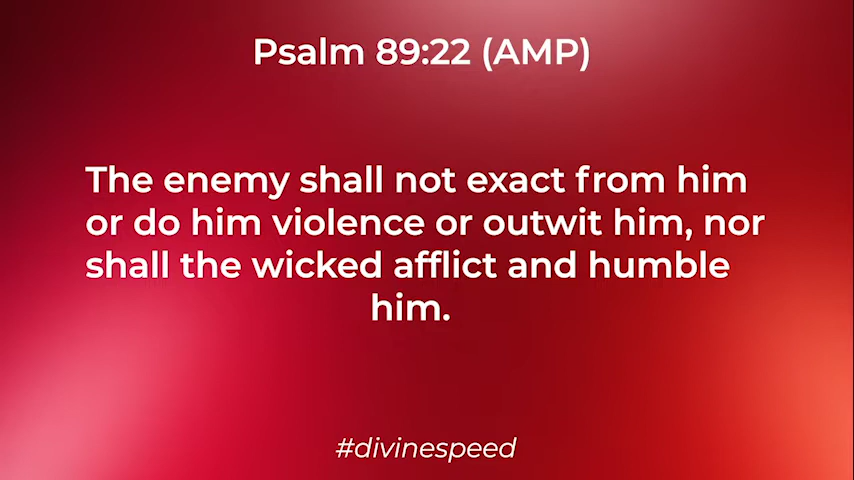 Psalm 89:22 (AMP)
The enemy shall not exact from him
or do him violence or outwit him, nor
shall the wicked afflict and humble
him.
#divinespeed